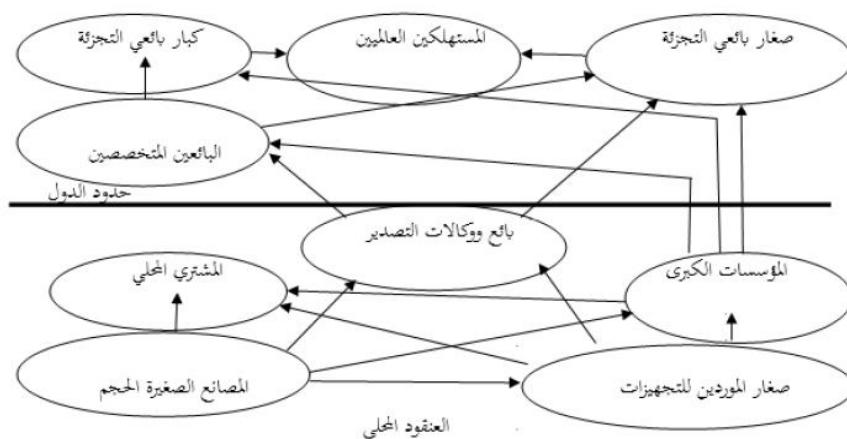 صغار بائعي التجزئة
المستهلكين العالميين
كبار بائعي التجزئة
البائعين المتخصصين
حدود الدول
بائع ووكالات التصدير
المؤسسات الكبرى
المشتري المحلي
صغار الموردين للتجهيزات
المصانع الصغيرة الحجم
العنقود المحلي